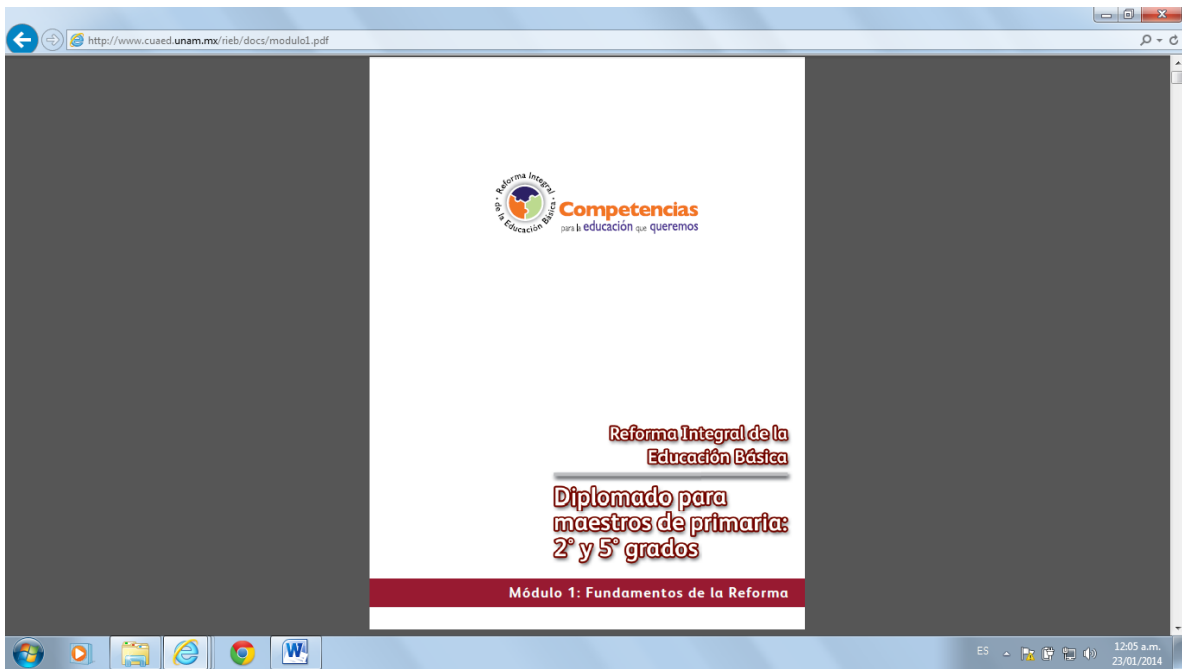 http://www.cuaed.unam.mx/rieb/docs/modulo1.pdf
Reforma Integral
de la Educación Básica
Competencias
para la educación que queremos
Reforma Integral de la
Educación Básica
Diplomado para
maestros de primaria:
2° y 5° grados
Módulo 1: Fundamentos de la Reforma
ES
12:05 a.m.
23/01/2014